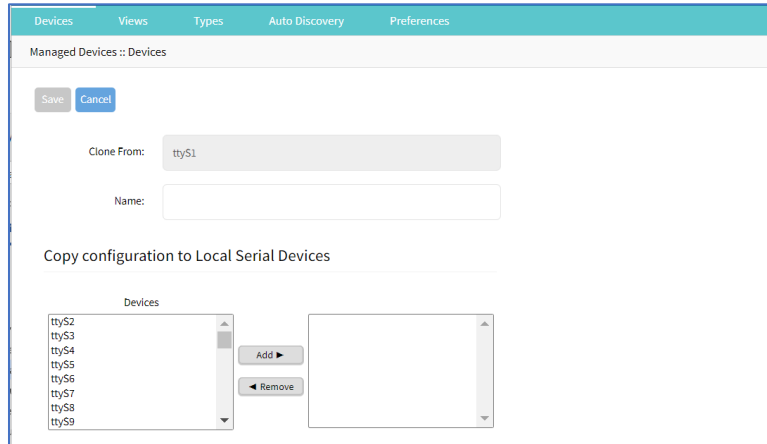 Devices Views Types Auto Discovery Preferences
Managed Devices :: Devices
Save Cancel
Clone From: ttyS1
Name:
Copy configuration to Local Serial Devices
Devices
ttyS2
ttyS3
ttyS4
ttyS5
ttyS6
ttyS7
ttyS8
ttyS9
Add ►
◄ Remove